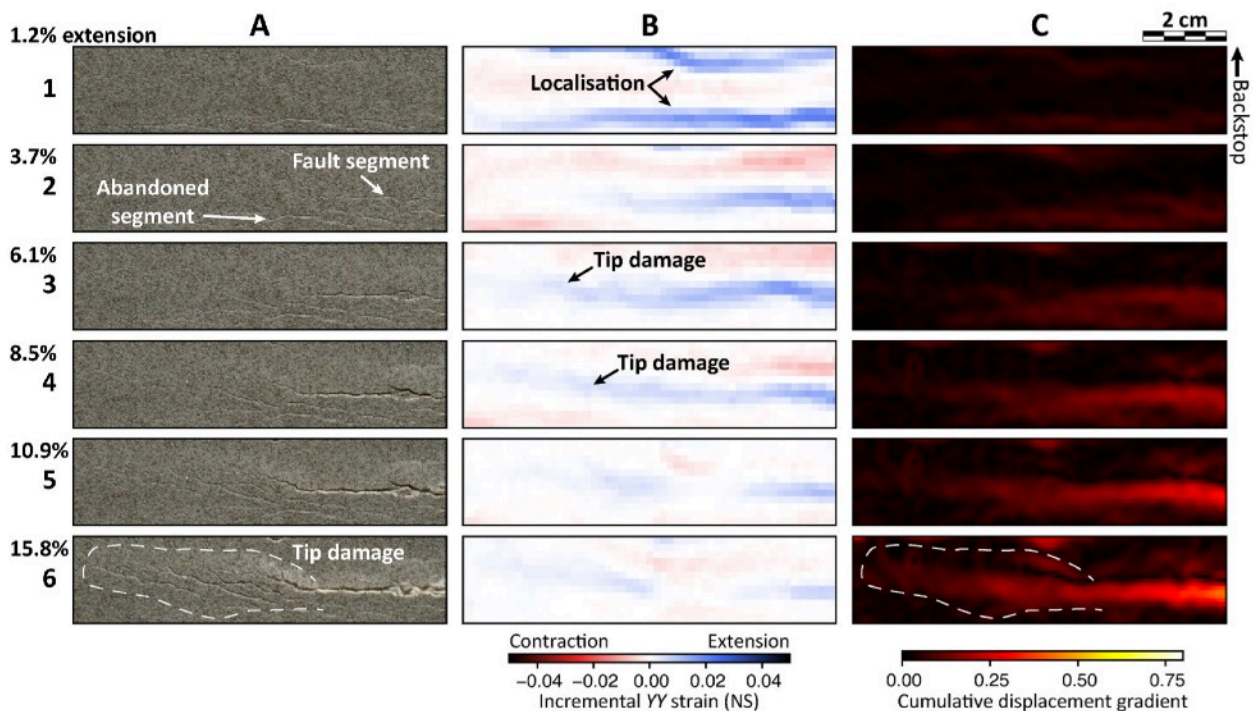 A
B
C
2 cm
Backstop
1.2% extension
1
Localisation
3.7%
2
Fault segment
Abandoned
segment
6.1%
3
Tip damage
8.5%
4
Tip damage
10.9%
5
15.8%
6
Tip damage
Contraction
Extension
−0.04 −0.02 0.00 0.02 0.04
Incremental YY strain (NS)
0.00 0.25 0.50 0.75
Cumulative displacement gradient